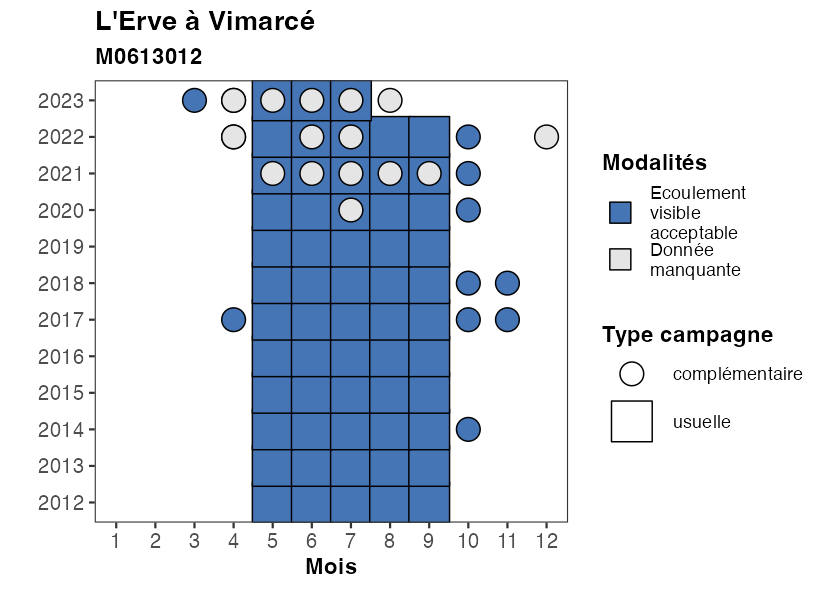 L'Erve à Vimarcé
M0613012
2023
2022
2021
2020
2019
2018
2017
2016
2015
2014
2013
2012
1 2 3 4 5 6 7 8 9 10 11 12
Mois
Modalités
Ecoulement
visible
acceptable
Donnée
manquante
Type campagne
complémentaire
usuelle